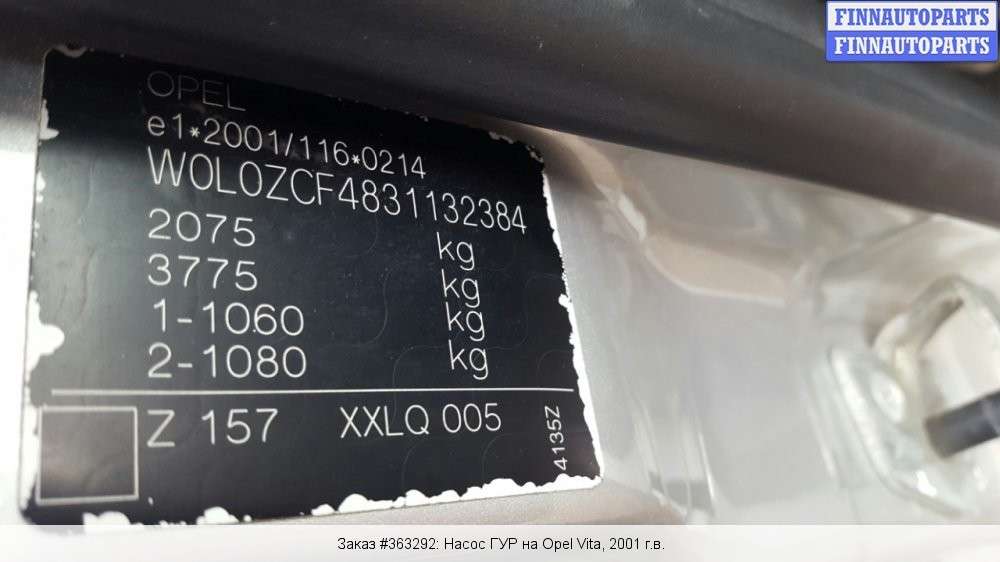 FINNAUTOPARTS
FINNAUTOPARTS
OPEL
e1*2001/116*0214
W0L0ZCF4831132384
2075 kg
3775 kg
1-1060 kg
2-1080 kg
Z 157 XXLQ 005
4135Z
Заказ #363292: Насос ГУР на Opel Vita, 2001 г.в.